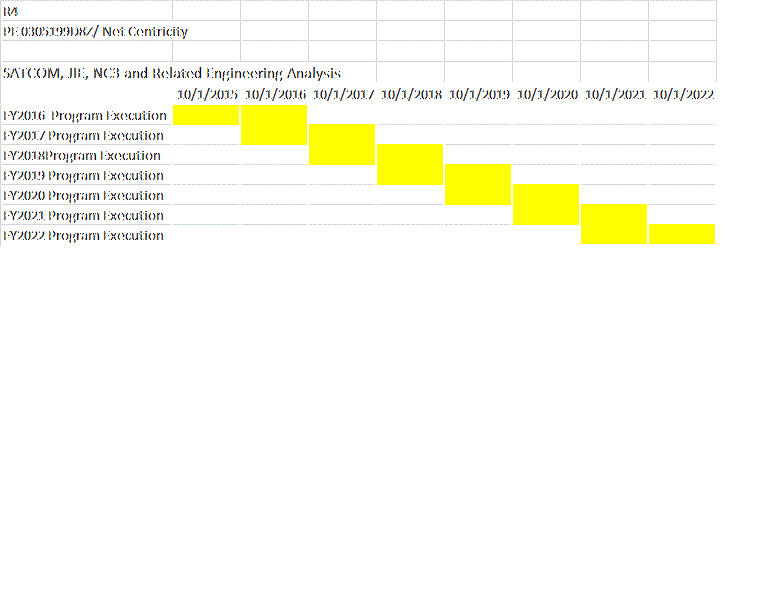 R4
PE 0305199D8Z/ Net Centricity
SATCOM, JIE, NC3 and Related Engineering Analysis
10/1/2015 10/1/2016 10/1/2017 10/1/2018 10/1/2019 10/1/2020 10/1/2021 10/1/2022
FY2016 Program Execution
FY2017 Program Execution
FY2018Program Execution
FY2019 Program Execution
FY2020 Program Execution
FY2021 Program Execution
FY2022 Program Execution